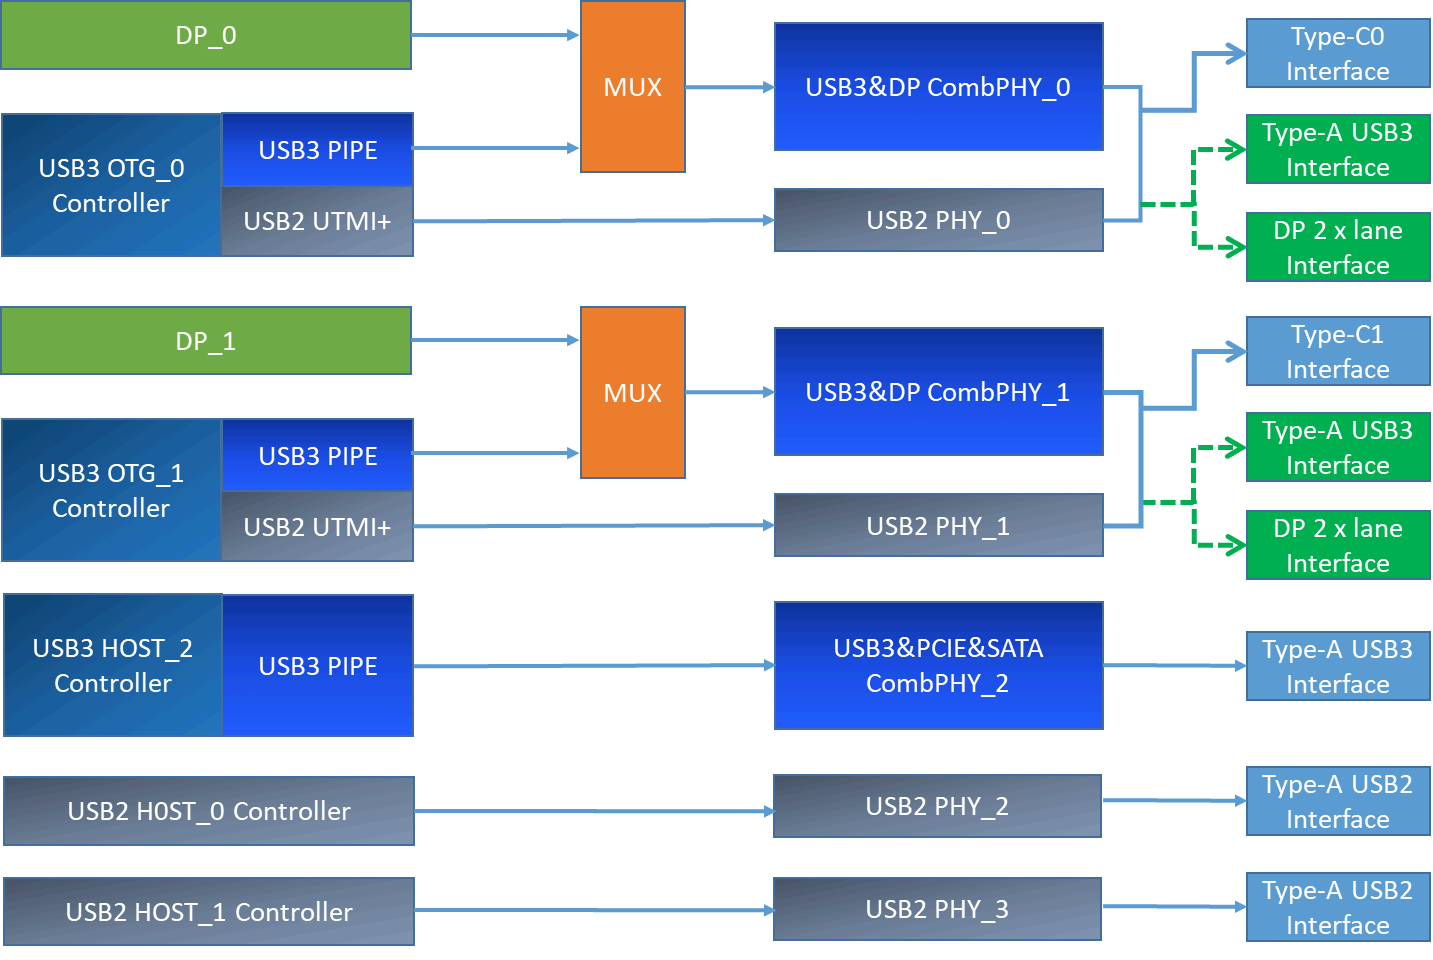 DP_0
MUX
USB3&DP CombPHY_0
Type-C0
Interface
USB3 OTG_0
Controller
USB3 PIPE
USB2 UTMI+
USB2 PHY_0
Type-A USB3
Interface
DP 2 x lane
Interface
DP_1
MUX
USB3&DP CombPHY_1
Type-C1
Interface
USB3 OTG_1
Controller
USB3 PIPE
USB2 UTMI+
USB2 PHY_1
Type-A USB3
Interface
DP 2 x lane
Interface
USB3 HOST_2
Controller
USB3 PIPE
USB3&PCIE&SATA
CombPHY_2
Type-A USB3
Interface
USB2 H0ST_0 Controller
USB2 PHY_2
Type-A USB2
Interface
USB2 HOST_1 Controller
USB2 PHY_3
Type-A USB2
Interface